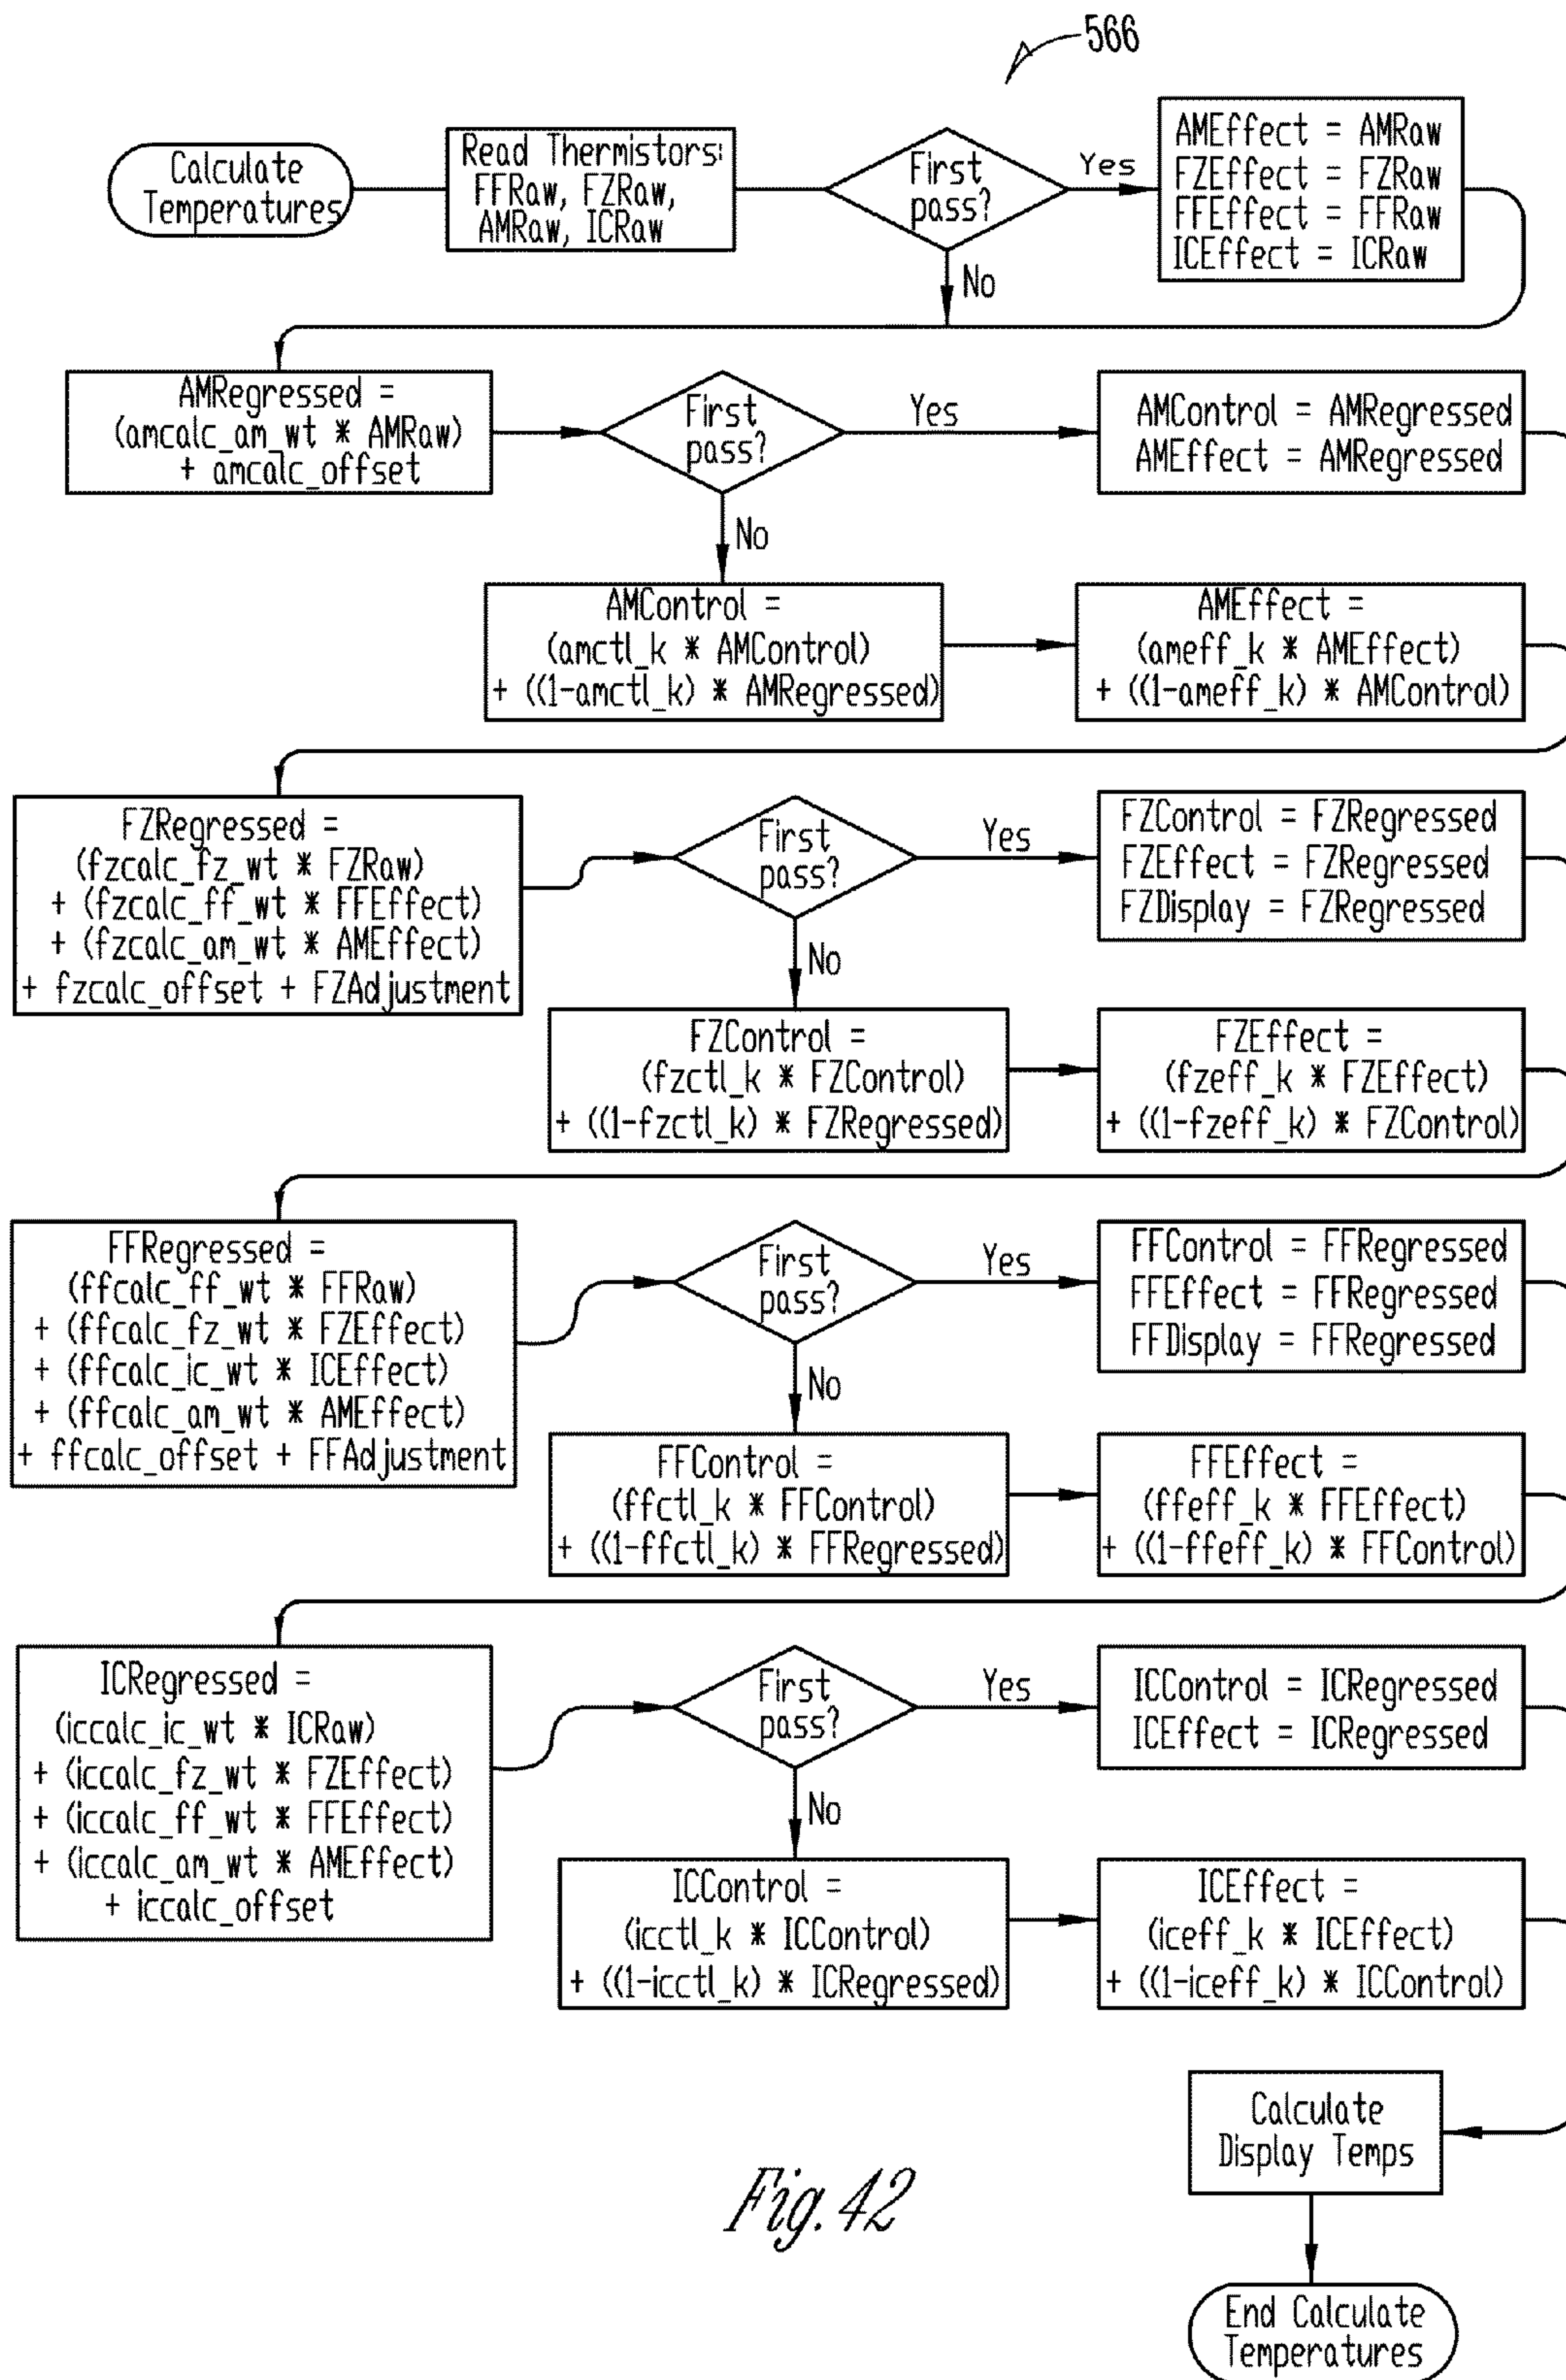 566
Calculate
Temperatures
Read Thermistors:
FFRaw, FZRaw,
AMRaw, ICRaw
First
pass?
Yes
No
AMEffect = AMRaw
FZEffect = FZRaw
FFEffect = FFRaw
ICEffect = ICRaw
AMRegressed =
(amcalc_am_wt * AMRaw)
+ amcalc_offset
First
pass?
Yes
No
AMControl = AMRegressed
AMEffect = AMRegressed
AMControl =
(amctl_k * AMControl)
+ ((1-amctl_k) * AMRegressed)
AMEffect =
(ameff_k * AMEffect)
+ ((1-ameff_k) * AMControl)
FZRegressed =
(fzcalc_fz_wt * FZRaw)
+ (fzcalc_ff_wt * FFEffect)
+ (fzcalc_am_wt * AMEffect)
+ fzcalc_offset + FZAdjustment
First
pass?
Yes
No
FZControl = FZRegressed
FZEffect = FZRegressed
FZDisplay = FZRegressed
FZControl =
(fzctl_k * FZControl)
+ ((1-fzctl_k) * FZRegressed)
FZEffect =
(fzeff_k * FZEffect)
+ ((1-fzeff_k) * FZControl)
FFRegressed =
(ffcalc_ff_wt * FFRaw)
+ (ffcalc_fz_wt * FZEffect)
+ (ffcalc_ic_wt * ICEffect)
+ (ffcalc_am_wt * AMEffect)
+ ffcalc_offset + FFAdjustment
First
pass?
Yes
No
FFControl = FFRegressed
FFEffect = FFRegressed
FFDisplay = FFRegressed
FFControl =
(ffctl_k * FFControl)
+ ((1-ffctl_k) * FFRegressed)
FFEffect =
(ffeff_k * FFEffect)
+ ((1-ffeff_k) * FFControl)
ICRegressed =
(iccalc_ic_wt * ICRaw)
+ (iccalc_fz_wt * FZEffect)
+ (iccalc_ff_wt * FFEffect)
+ (iccalc_am_wt * AMEffect)
+ iccalc_offset
First
pass?
Yes
No
ICControl = ICRegressed
ICEffect = ICRegressed
ICControl =
(icctl_k * ICControl)
+ ((1-icctl_k) * ICRegressed)
ICEffect =
(iceff_k * ICEffect)
+ ((1-iceff_k) * ICControl)
Calculate
Display Temps
End Calculate
Temperatures
Fig. 42